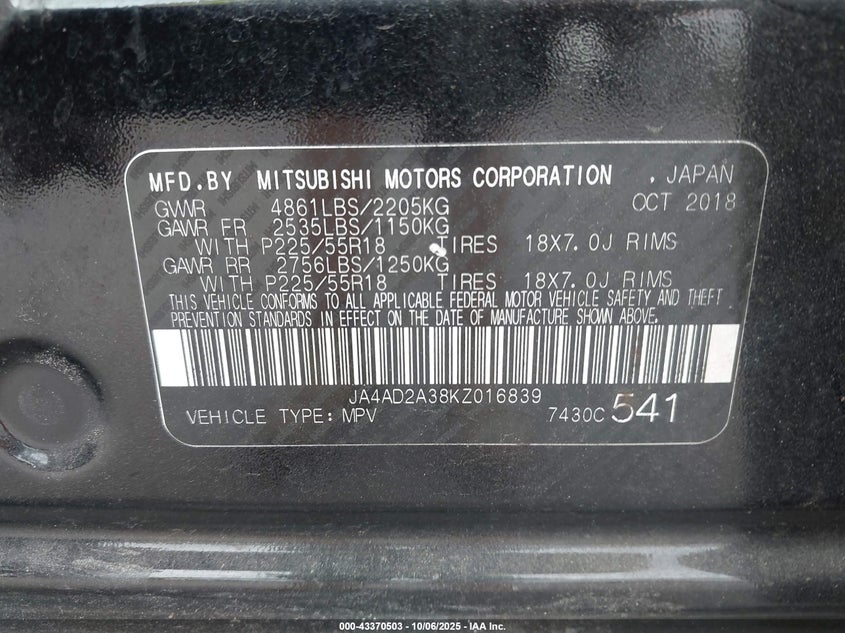 MFD.BY MITSUBISHI MOTORS CORPORATION , JAPAN
GVWR 4861LBS/2205KG OCT 2018
GAWR FR 2535LBS/1150KG
WITH P225/55R18 TIRES 18X7.0J RIMS
GAWR RR 2756LBS/1250KG
WITH P225/55R18 TIRES 18X7.0J RIMS
THIS VEHICLE CONFORMS TO ALL APPLICABLE FEDERAL MOTOR VEHICLE SAFETY AND THEFT
PREVENTION STANDARDS IN EFFECT ON THE DATE OF MANUFACTURE SHOWN ABOVE.
JA4AD2A38KZ016839
VEHICLE TYPE: MPV 7430C 541
000-43370503 - 10/06/2025 - IAA Inc.